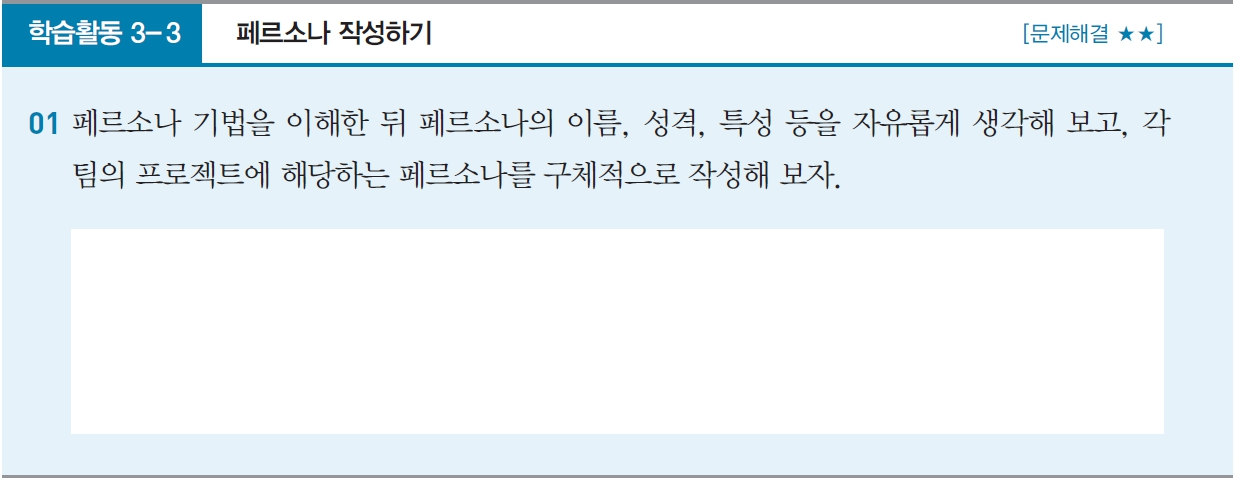 학습활동 3-3 페르소나 작성하기 [문제해결 ★★]
01 페르소나 기법을 이해한 뒤 페르소나의 이름, 성격, 특성 등을 자유롭게 생각해 보고, 각
팀의 프로젝트에 해당하는 페르소나를 구체적으로 작성해 보자.